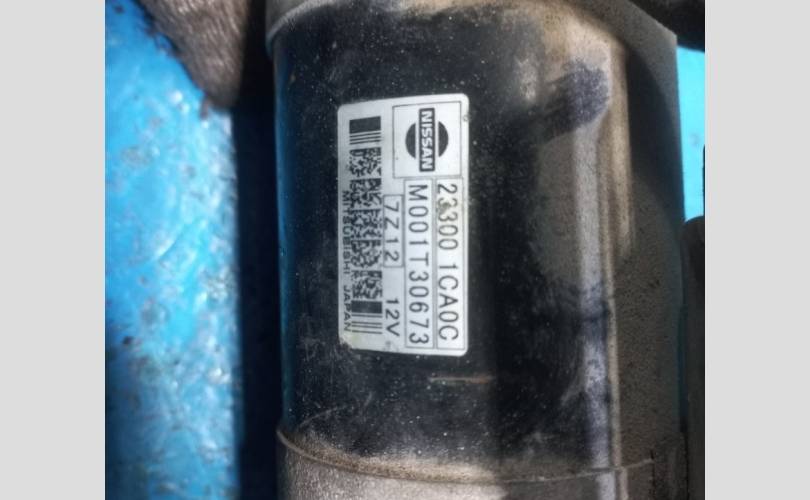 NISSAN
23300 1CA0C
M001T30673
7Z12 12V
MITSUBISHI JAPAN